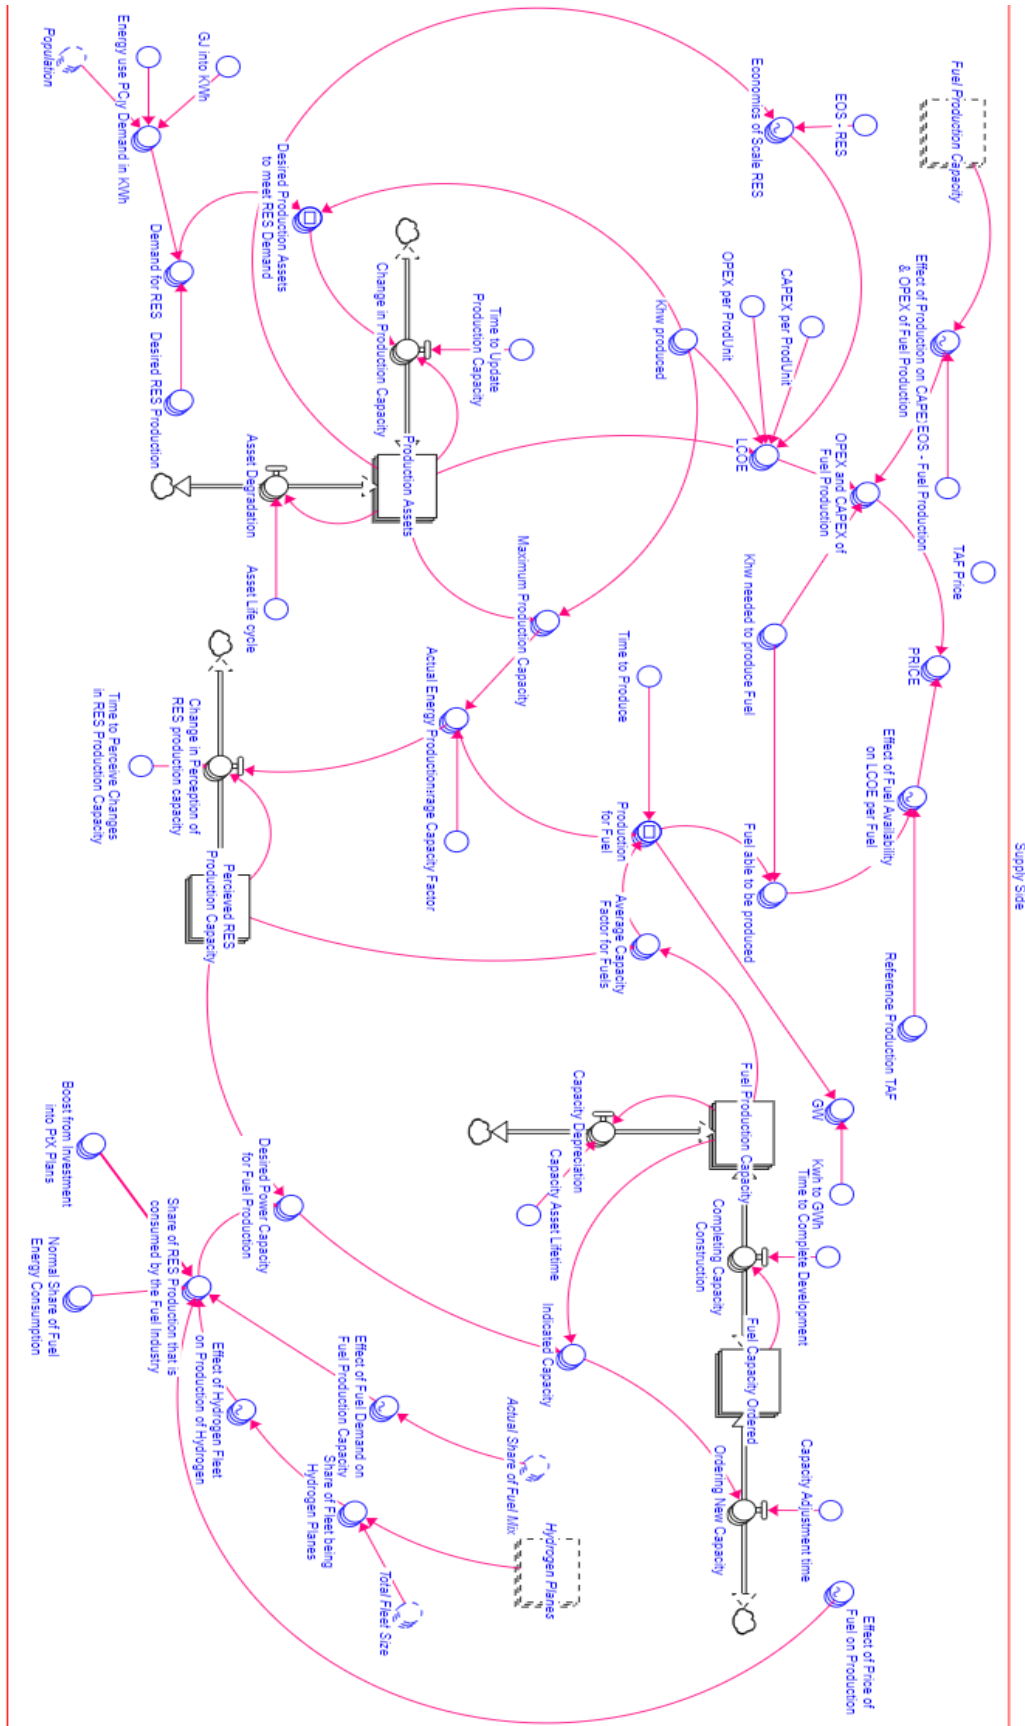 Supply Side
Fuel Production Capacity
EOS - RES
Economics of Scale RES
Effect of Production on CAPE
& OPEX of Fuel Production
EOS - Fuel Production
TAF Price
PRICE
Effect of Fuel Availability
on LCOE per Fuel
Reference Production TAF
GW
Kwh to GWh
Time to Complete Development
Capacity Adjustment time
Effect of Price of
Fuel on Production
CAPEX per ProdUnit
OPEX per ProdUnit
Khw produced
LCOE
OPEX and CAPEX of
Fuel Production
Khw needed to produce Fuel
Fuel able to be produced
Fuel Production Capacity
Completing Capacity
Construction
Fuel Capacity Ordered
Ordering New Capacity
Time to Produce
Production
for Fuel
Average Capacity
Factor for Fuels
Capacity Depreciation
Capacity Asset Lifetime
Indicated Capacity
Actual Share of Fuel Mix
Hydrogen Planes
GJ into KWh
Energy use PC
ry Demand in KWh
Population
Desired Production Assets
to meet RES Demand
Time to Update
Production Capacity
Change in Production Capacity
Production Assets
Maximum Production Capacity
Actual Energy Production
erage Capacity Factor
Demand for RES
Desired RES Production
Asset Degradation
Asset Life cycle
Change in Perception of
RES production capacity
Time to Perceive Changes
in RES Production Capacity
Percieved RES
Production Capacity
Desired Power Capacity
for Fuel Production
Effect of Fuel Demand on
Fuel Production Capacity
Share of Fleet being
Hydrogen Planes
Total Fleet Size
Effect of Hydrogen Fleet
on Production of Hydrogen
Share of RES Production that is
consumed by the Fuel Industry
Boost from Investment
into PtX Plans
Normal Share of Fuel
Energy Consumption